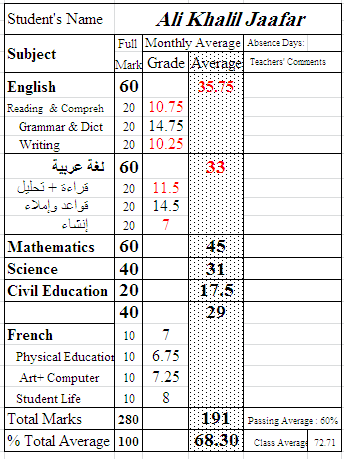 Student's Name Ali Khalil Jaafar
Subject Full Mark Monthly Average Absence Days:
Grade Average Teachers' Comments
English 60 35.75
Reading & Compreh 20 10.75
Grammar & Dict 20 14.75
Writing 20 10.25
لغة عربية 60 33
قراءة + تحليل 20 11.5
قواعد وإملاء 20 14.5
إنشاء 20 7
Mathematics 60 45
Science 40 31
Civil Education 20 17.5
40 29
French 10 7
Physical Education 10 6.75
Art+ Computer 10 7.25
Student Life 10 8
Total Marks 280 191 Passing Average : 60%
% Total Average 100 68.30 Class Average 72.71